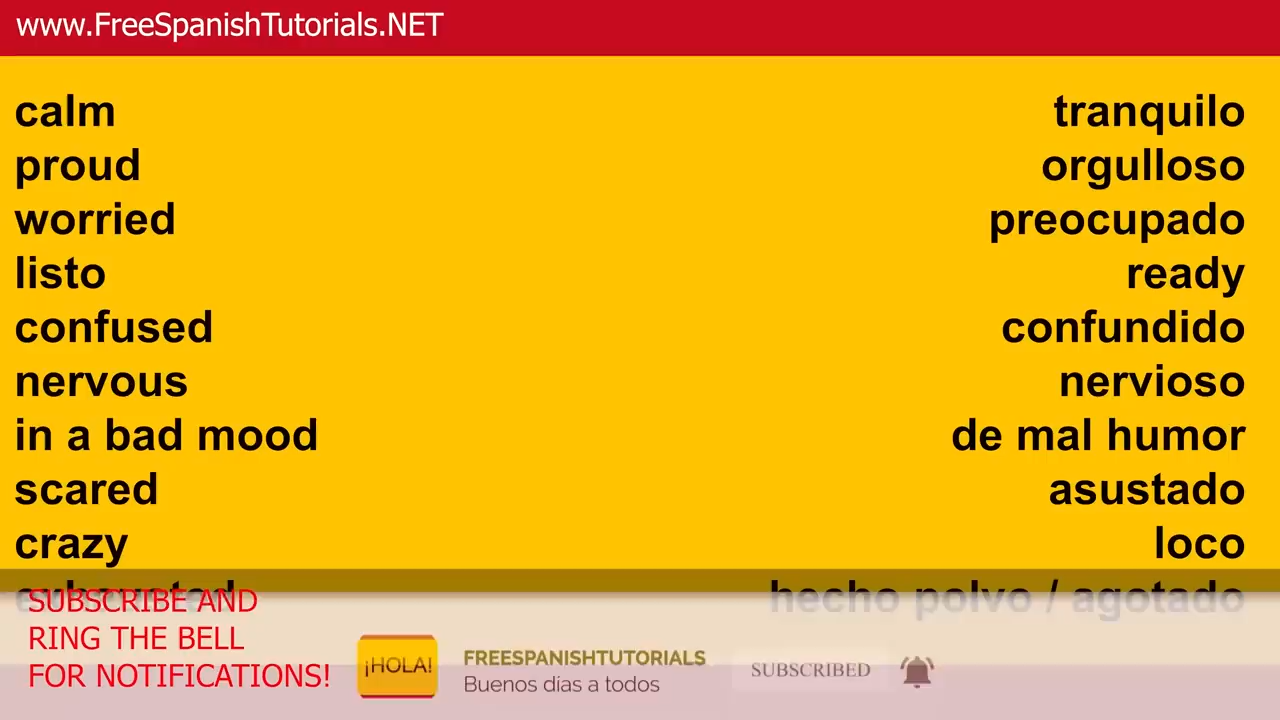 www.FreeSpanishTutorials.NET
calm tranquilo
proud orgulloso
worried preocupado
listo ready
confused confundido
nervous nervioso
in a bad mood de mal humor
scared asustado
crazy loco
exhausted hecho polvo / agotado
SUBSCRIBE AND
RING THE BELL
FOR NOTIFICATIONS!
¡HOLA!
FREESPANISHTUTORIALS
Buenos días a todos
SUBSCRIBED